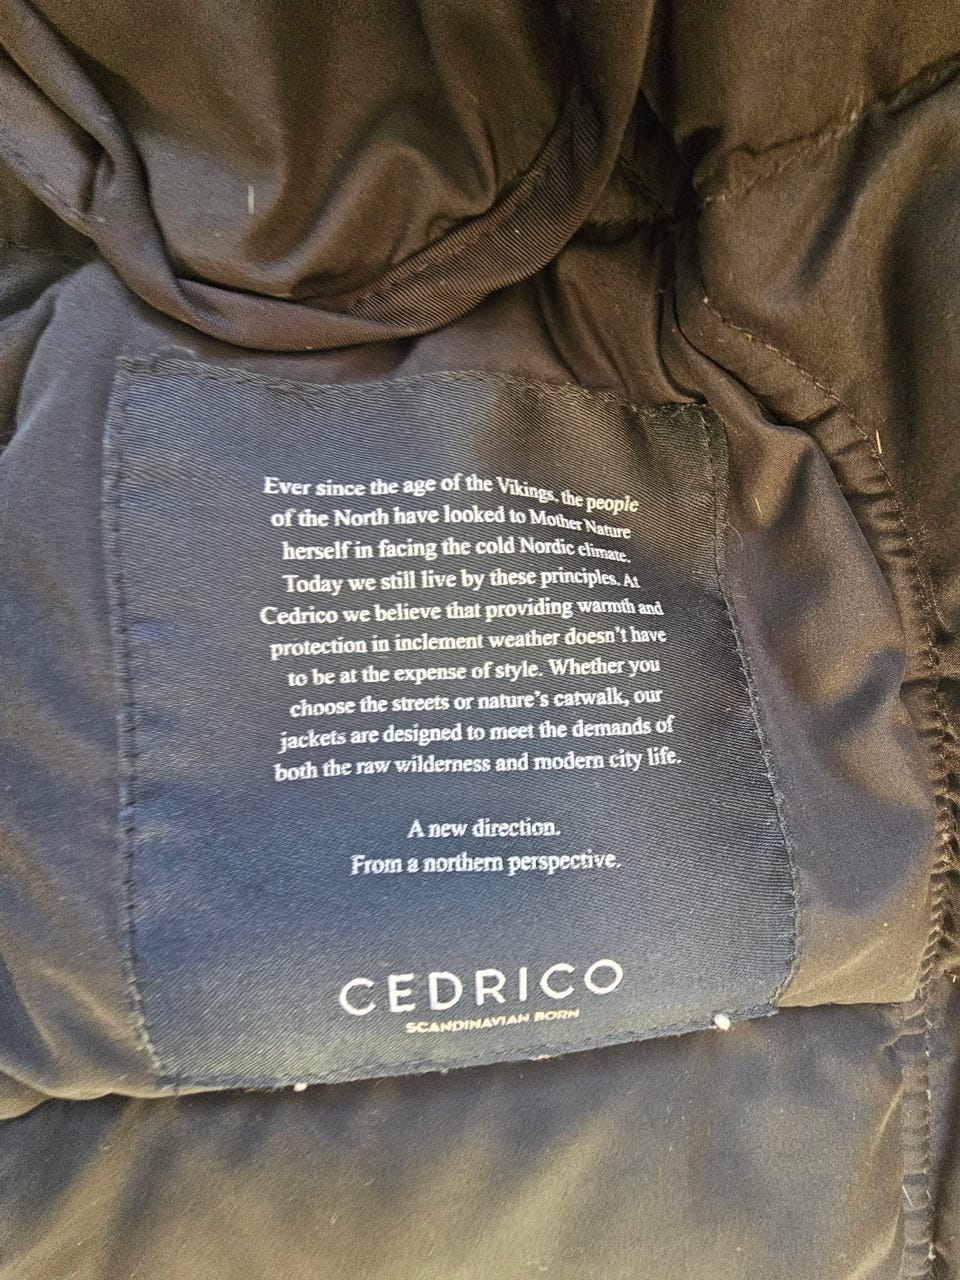 Ever since the age of the Vikings, the people
of the North have looked to Mother Nature
herself in facing the cold Nordic climate.
Today we still live by these principles. At
Cedrico we believe that providing warmth and
protection in inclement weather doesn't have
to be at the expense of style. Whether you
choose the streets or nature's catwalk, our
jackets are designed to meet the demands of
both the raw wilderness and modern city life.
A new direction.
From a northern perspective.
CEDRICO
SCANDINAVIAN BORN